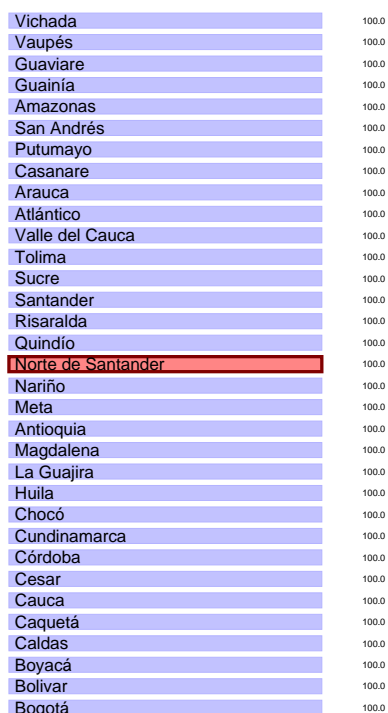 Vichada 100.0
Vaupés 100.0
Guaviare 100.0
Guainía 100.0
Amazonas 100.0
San Andrés 100.0
Putumayo 100.0
Casanare 100.0
Arauca 100.0
Atlántico 100.0
Valle del Cauca 100.0
Tolima 100.0
Sucre 100.0
Santander 100.0
Risaralda 100.0
Quindío 100.0
Norte de Santander 100.0
Nariño 100.0
Meta 100.0
Antioquia 100.0
Magdalena 100.0
La Guajira 100.0
Huila 100.0
Chocó 100.0
Cundinamarca 100.0
Córdoba 100.0
Cesar 100.0
Cauca 100.0
Caquetá 100.0
Caldas 100.0
Boyacá 100.0
Bolivar 100.0
Bogotá 100.0